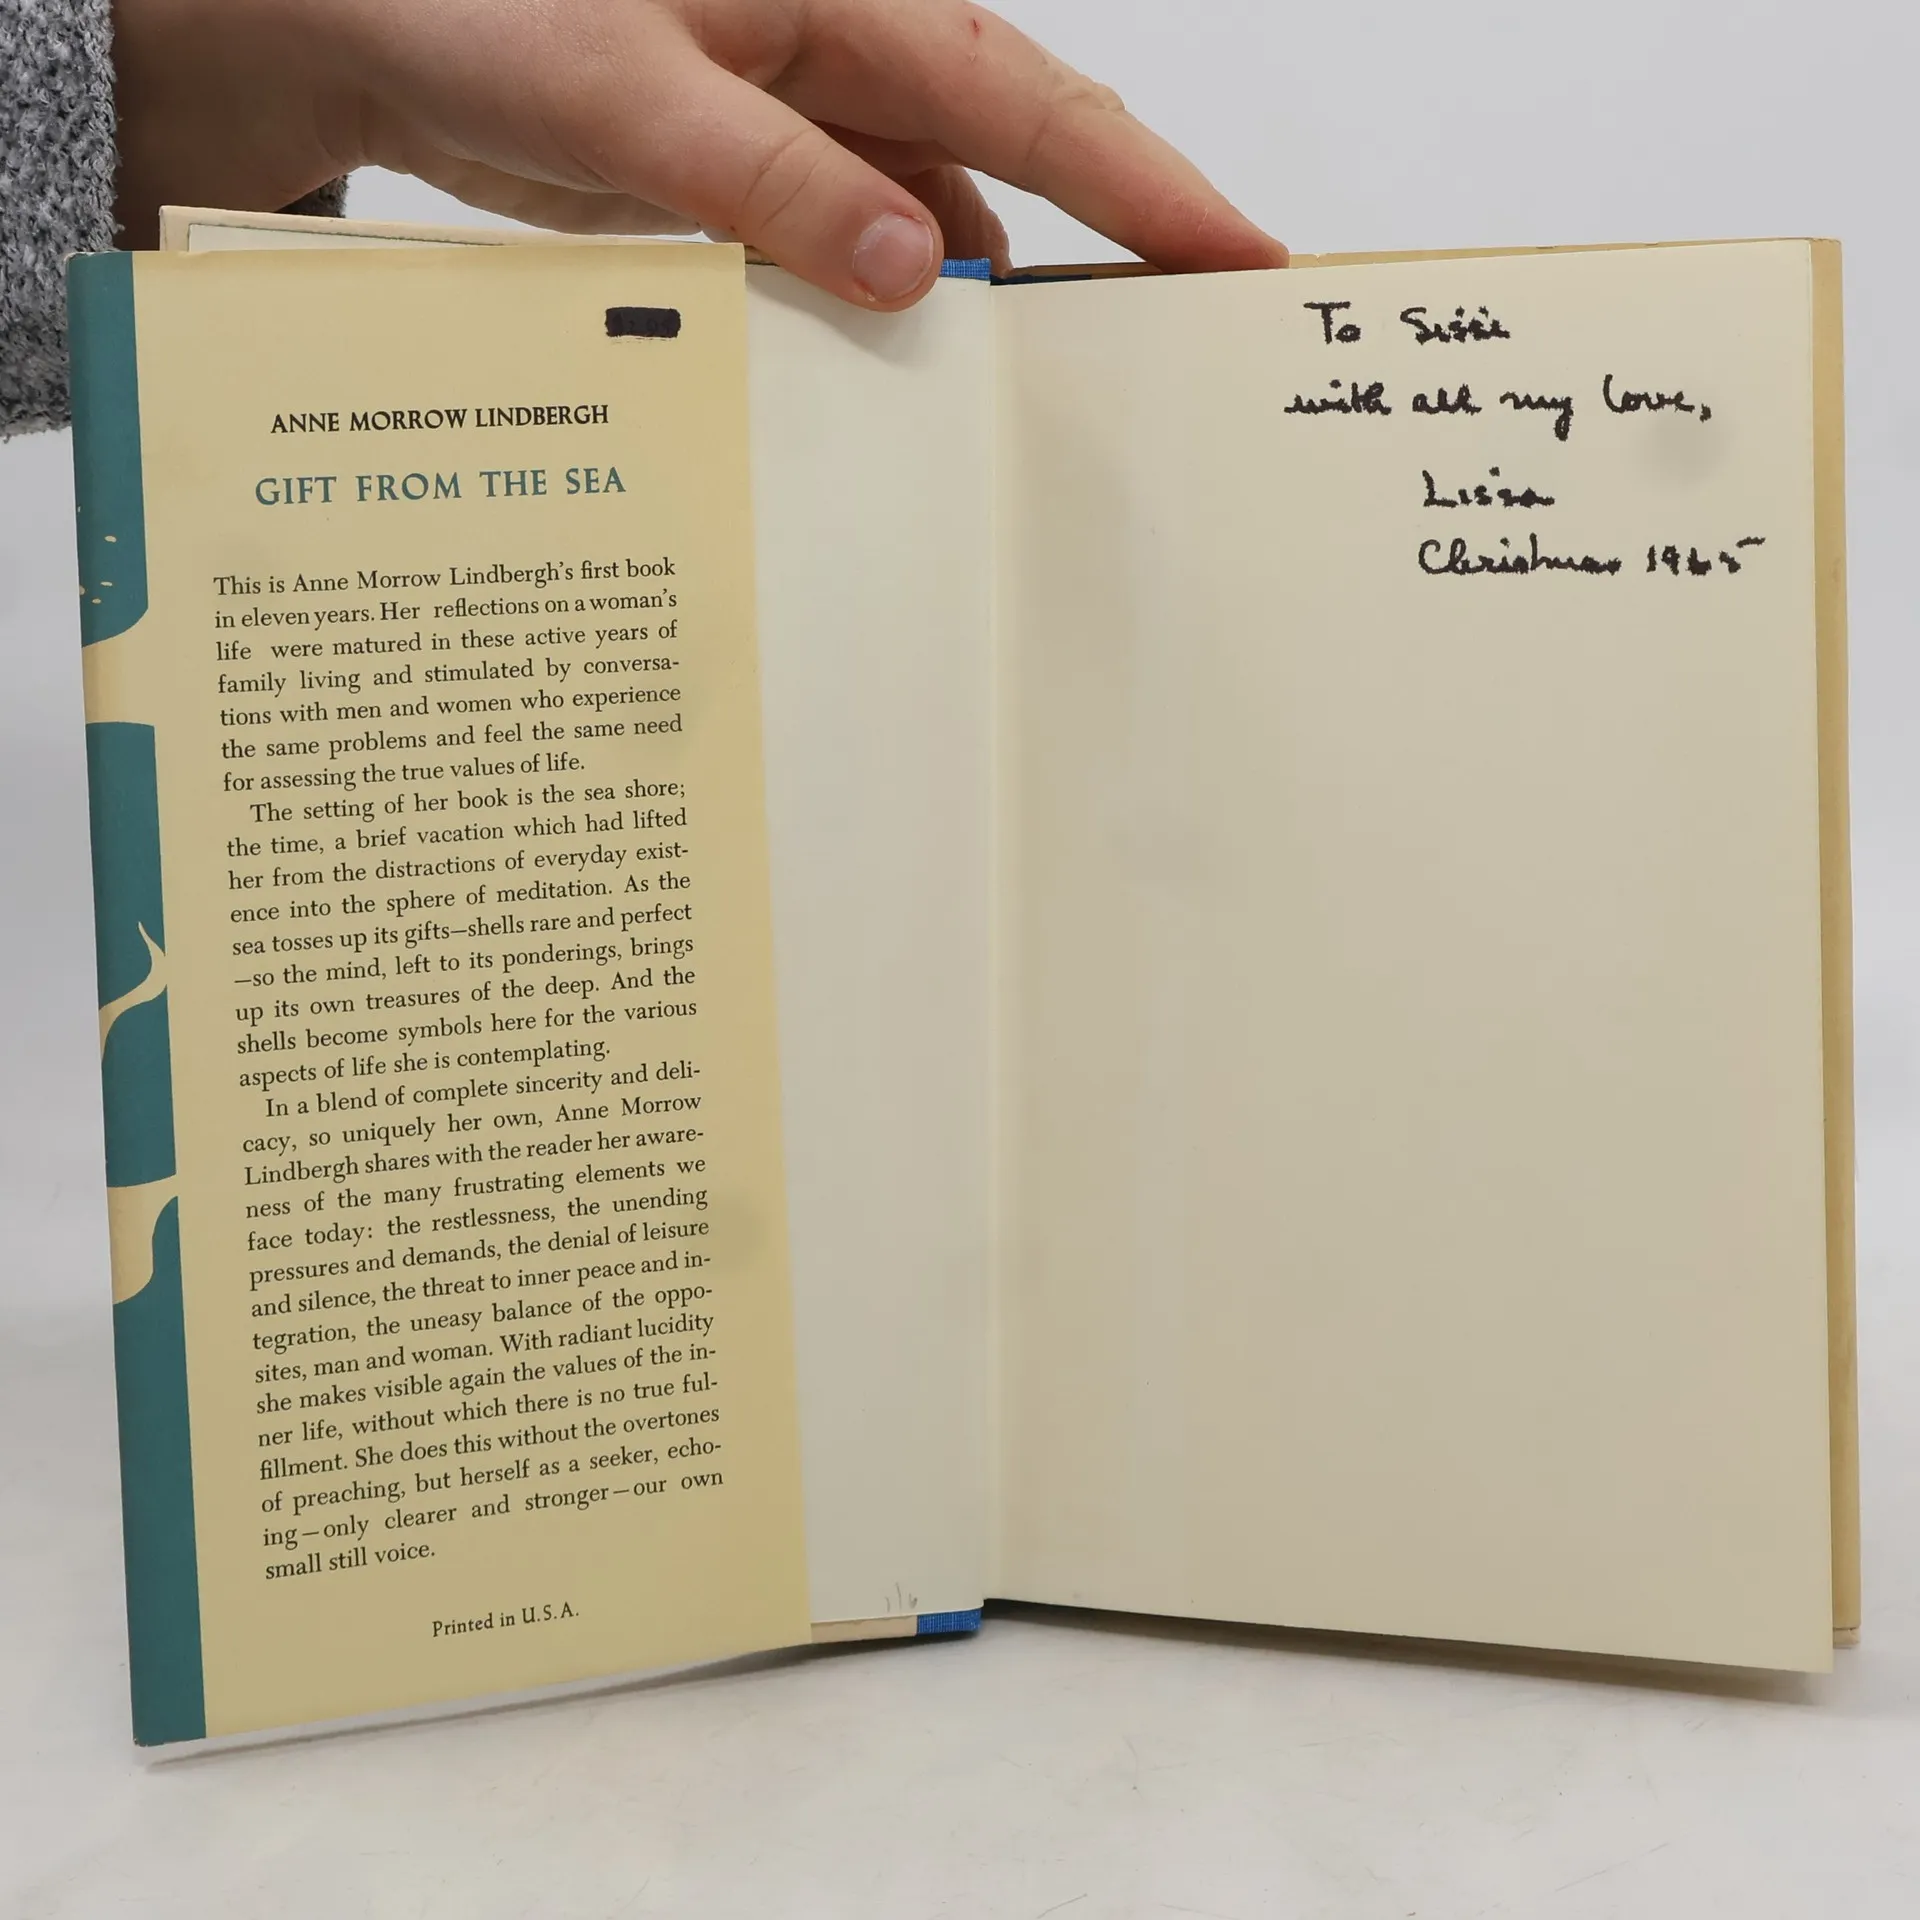 ANNE MORROW LINDBERGH
GIFT FROM THE SEA
This is Anne Morrow Lindbergh's first book
in eleven years. Her reflections on a woman's
life were matured in these active years of
family living and stimulated by conversa-
tions with men and women who experience
the same problems and feel the same need
for assessing the true values of life.
The setting of her book is the sea shore;
the time, a brief vacation which had lifted
her from the distractions of everyday exist-
ence into the sphere of meditation. As the
sea tosses up its gifts—shells rare and perfect
—so the mind, left to its ponderings, brings
up its own treasures of the deep. And the
shells become symbols here for the various
aspects of life she is contemplating.
In a blend of complete sincerity and deli-
cacy, so uniquely her own, Anne Morrow
Lindbergh shares with the reader her aware-
ness of the many frustrating elements we
face today: the restlessness, the unending
pressures and demands, the denial of leisure
and silence, the threat to inner peace and in-
tegration, the uneasy balance of the oppo-
sites, man and woman. With radiant lucidity
she makes visible again the values of the in-
ner life, without which there is no true ful-
fillment. She does this without the overtones
of preaching, but herself as a seeker, echo-
ing—only clearer and stronger—our own
small still voice.
Printed in U.S.A.
To Sissie
with all my love,
Lissa
Christmas 1965